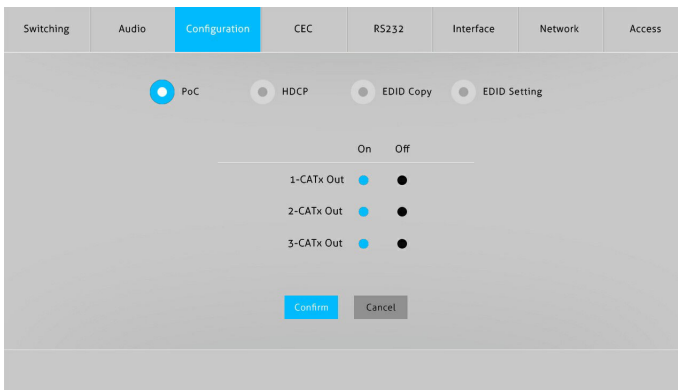 Switching Audio Configuration CEC RS232 Interface Network Access
PoC HDCP EDID Copy EDID Setting
On Off
1-CATx Out
2-CATx Out
3-CATx Out
Confirm Cancel